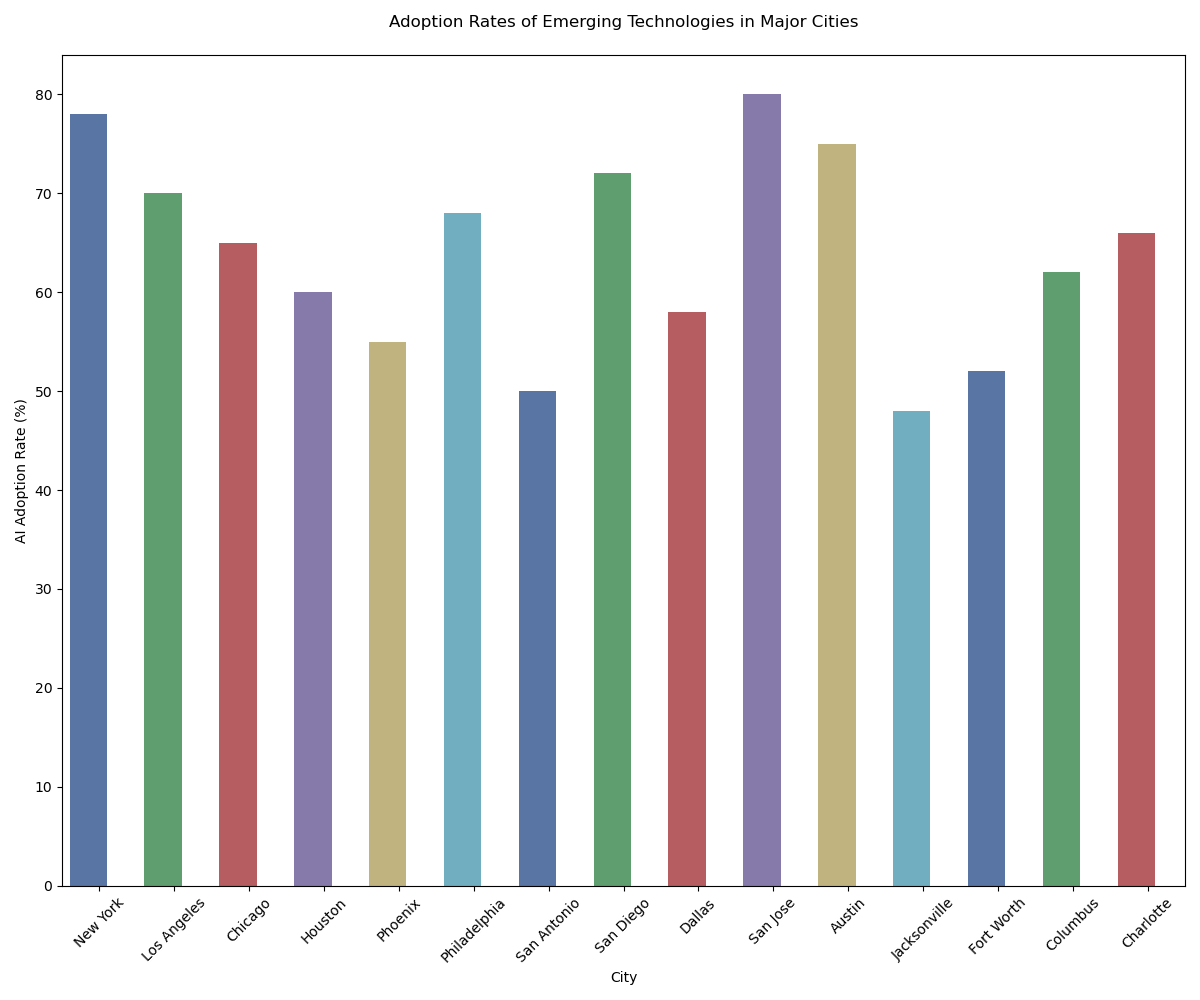 Adoption Rates of Emerging Technologies in Major Cities
AI Adoption Rate (%)
80
70
60
50
40
30
20
10
0
New York
Los Angeles
Chicago
Houston
Phoenix
Philadelphia
San Antonio
San Diego
Dallas
San Jose
Austin
Jacksonville
Fort Worth
Columbus
Charlotte
City